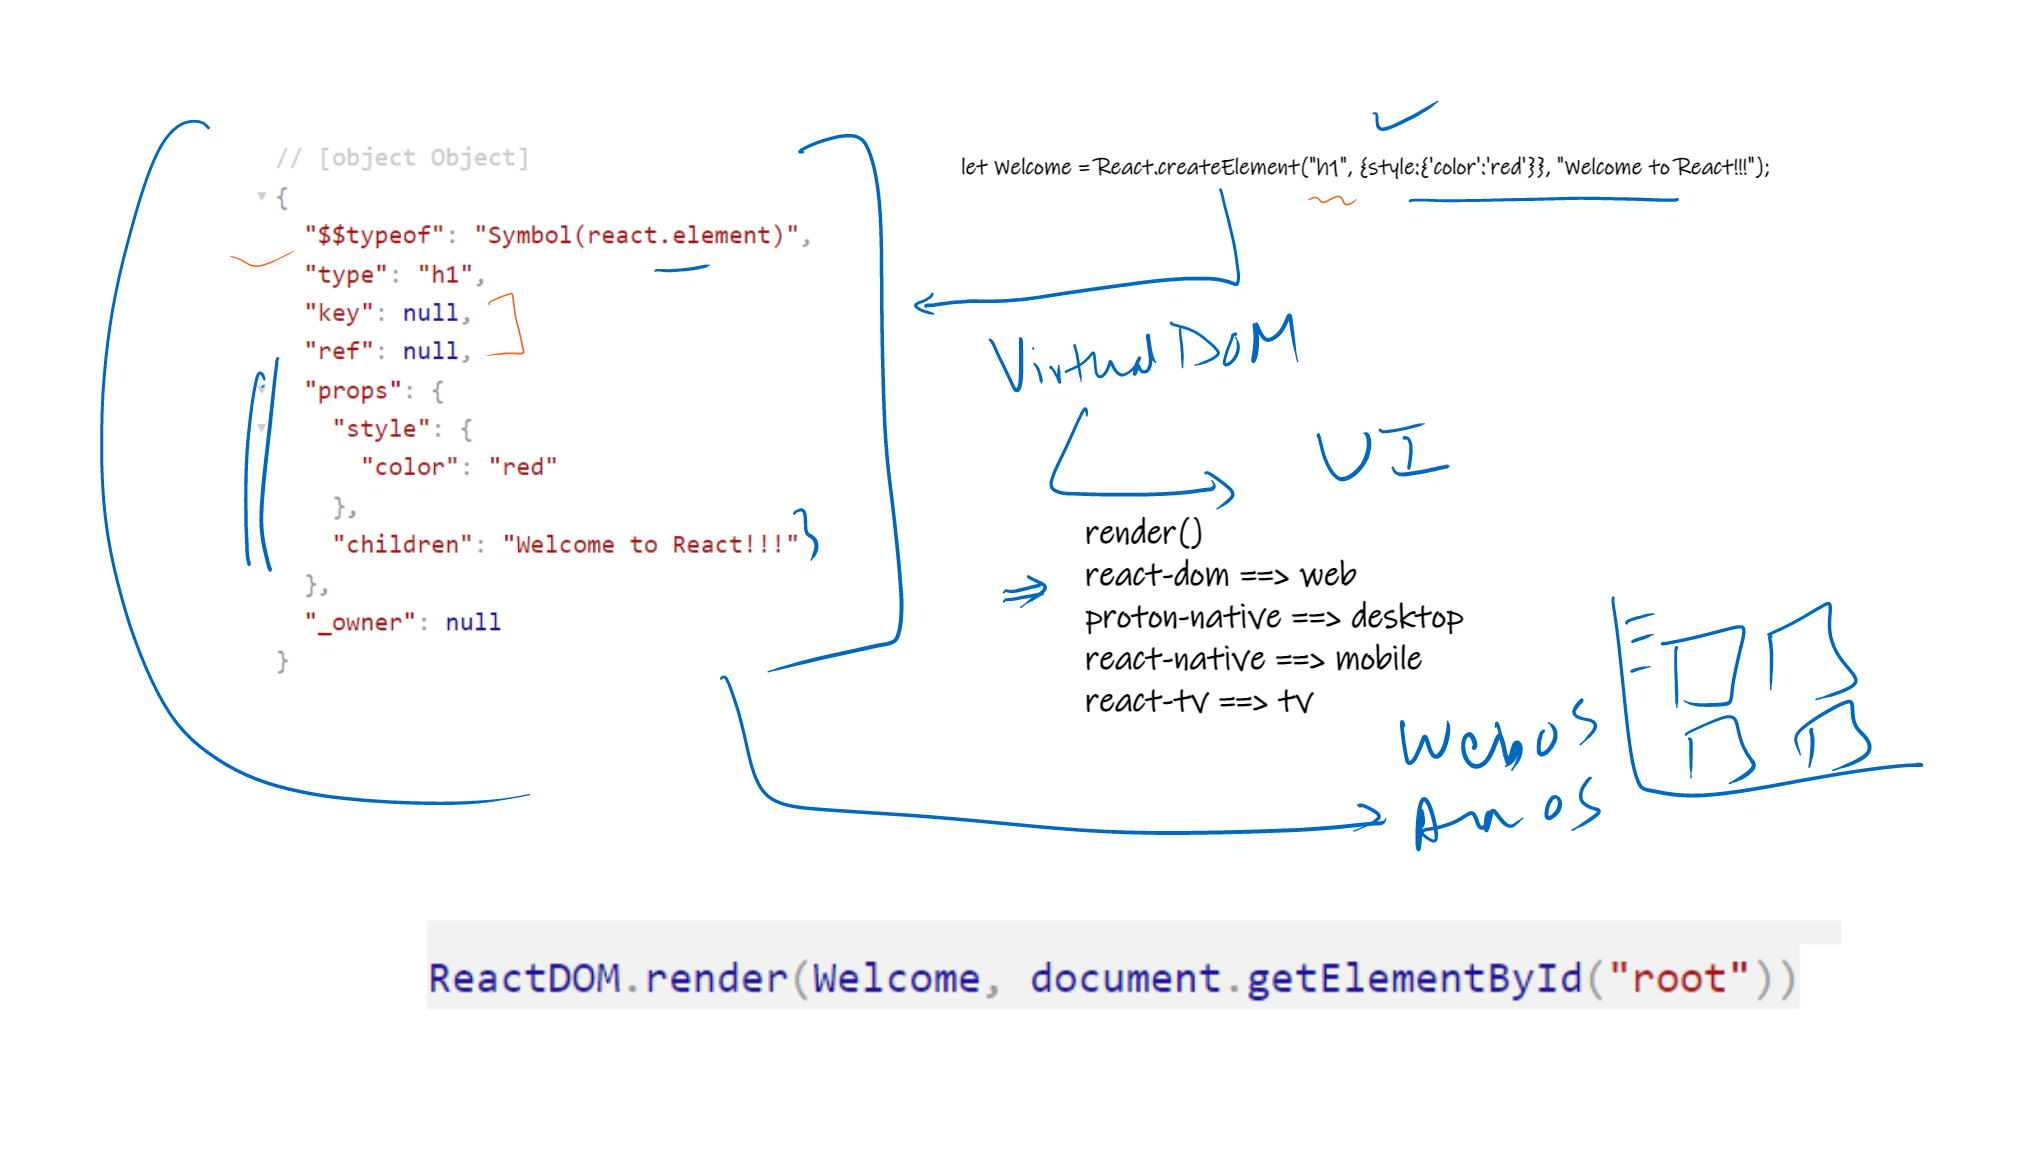 // [object Object]
{
"$$typeof": "Symbol(react.element)",
"type": "h1",
"key": null,
"ref": null,
"props": {
"style": {
"color": "red"
},
"children": "Welcome to React!!!"}
},
"_owner": null
}
let Welcome = React.createElement("h1", {style:{'color':'red'}}, "Welcome to React!!!");
Virtual DOM
UI
render()
react-dom ==> web
proton-native ==> desktop
react-native ==> mobile
react-tv ==> tv
WebOS
OS
ReactDOM.render(Welcome, document.getElementById("root"))